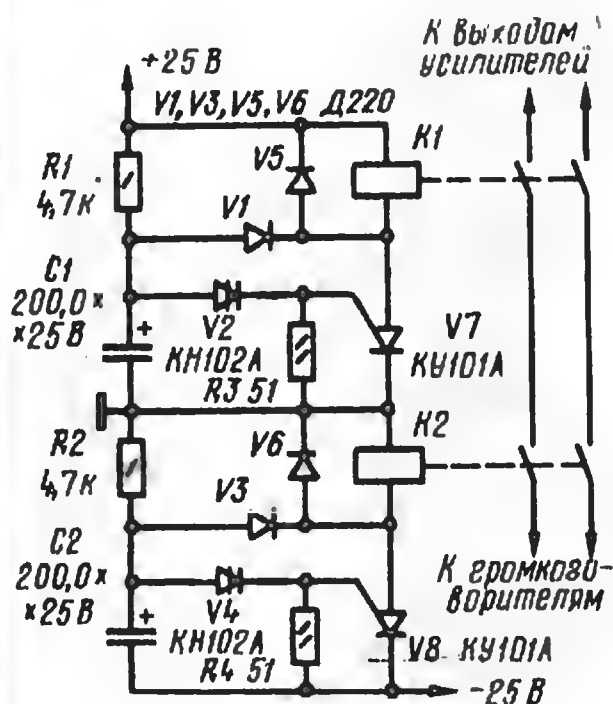 К выходам
усилителей
+25 В
V1, V3, V5, V6 Д220
K1
R1
4,7к
V5
V1
C1
200,0×
×25 В
+
V2
КН102А
V7
КУ101А
R3 51
R2
4,7к
V6
K2
V3
C2
200,0×
×25 В
+
V4
КН102А
R4 51
К громкого-
ворителям
V8 КУ101А
-25 В